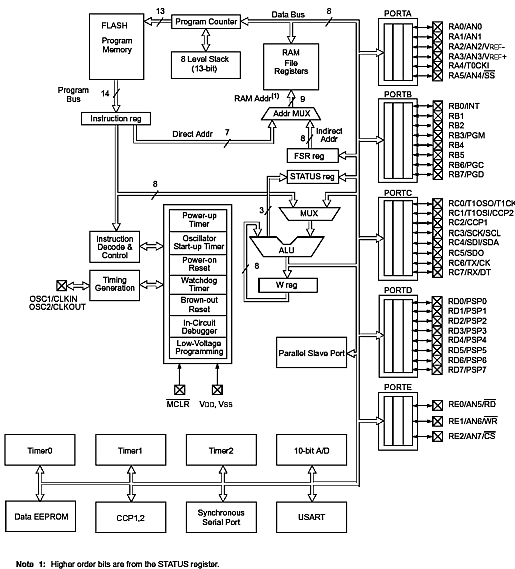 13
Data Bus
8
PORTA
FLASH
Program
Memory
Program Counter
8 Level Stack
(13-bit)
RAM
File
Registers
RA0/AN0
RA1/AN1
RA2/AN2/VREF-
RA3/AN3/VREF+
RA4/T0CKI
RA5/AN4/SS
Program
Bus
14
RAM Addr(1)
9
PORTB
Instruction reg
Addr MUX
Direct Addr
7
8
Indirect
Addr
FSR reg
STATUS reg
RB0/INT
RB1
RB2
RB3/PGM
RB4
RB5
RB6/PGC
RB7/PGD
8
PORTC
3
MUX
ALU
8
W reg
RC0/T1OSO/T1CK
RC1/T1OSI/CCP2
RC2/CCP1
RC3/SCK/SCL
RC4/SDI/SDA
RC5/SDO
RC6/TX/CK
RC7/RX/DT
Instruction
Decode &
Control
Timing
Generation
OSC1/CLKIN
OSC2/CLKOUT
Power-up
Timer
Oscillator
Start-up Timer
Power-on
Reset
Watchdog
Timer
Brown-out
Reset
In-Circuit
Debugger
Low-Voltage
Programming
MCLR
VDD, VSS
PORTD
Parallel Slave Port
RD0/PSP0
RD1/PSP1
RD2/PSP2
RD3/PSP3
RD4/PSP4
RD5/PSP5
RD6/PSP6
RD7/PSP7
PORTE
RE0/AN5/RD
RE1/AN6/WR
RE2/AN7/CS
Timer0
Timer1
Timer2
10-bit A/D
Data EEPROM
CCP1,2
Synchronous
Serial Port
USART
Note 1: Higher order bits are from the STATUS register.